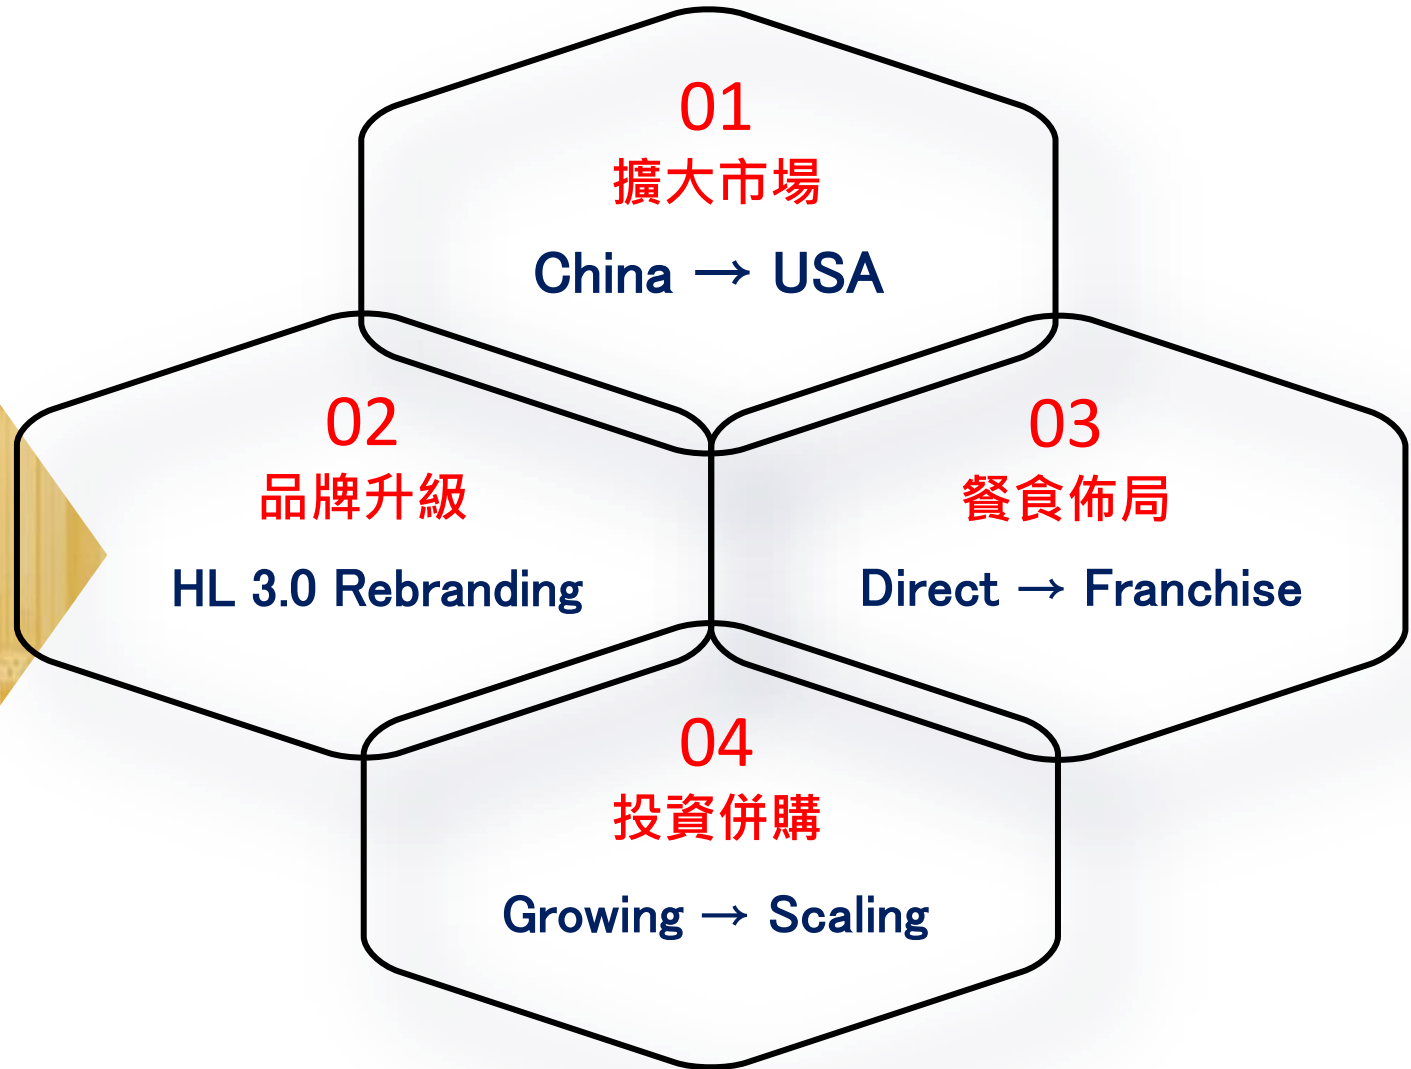 01
擴大市場
China → USA
02
品牌升級
HL 3.0 Rebranding
03
餐食佈局
Direct → Franchise
04
投資併購
Growing → Scaling